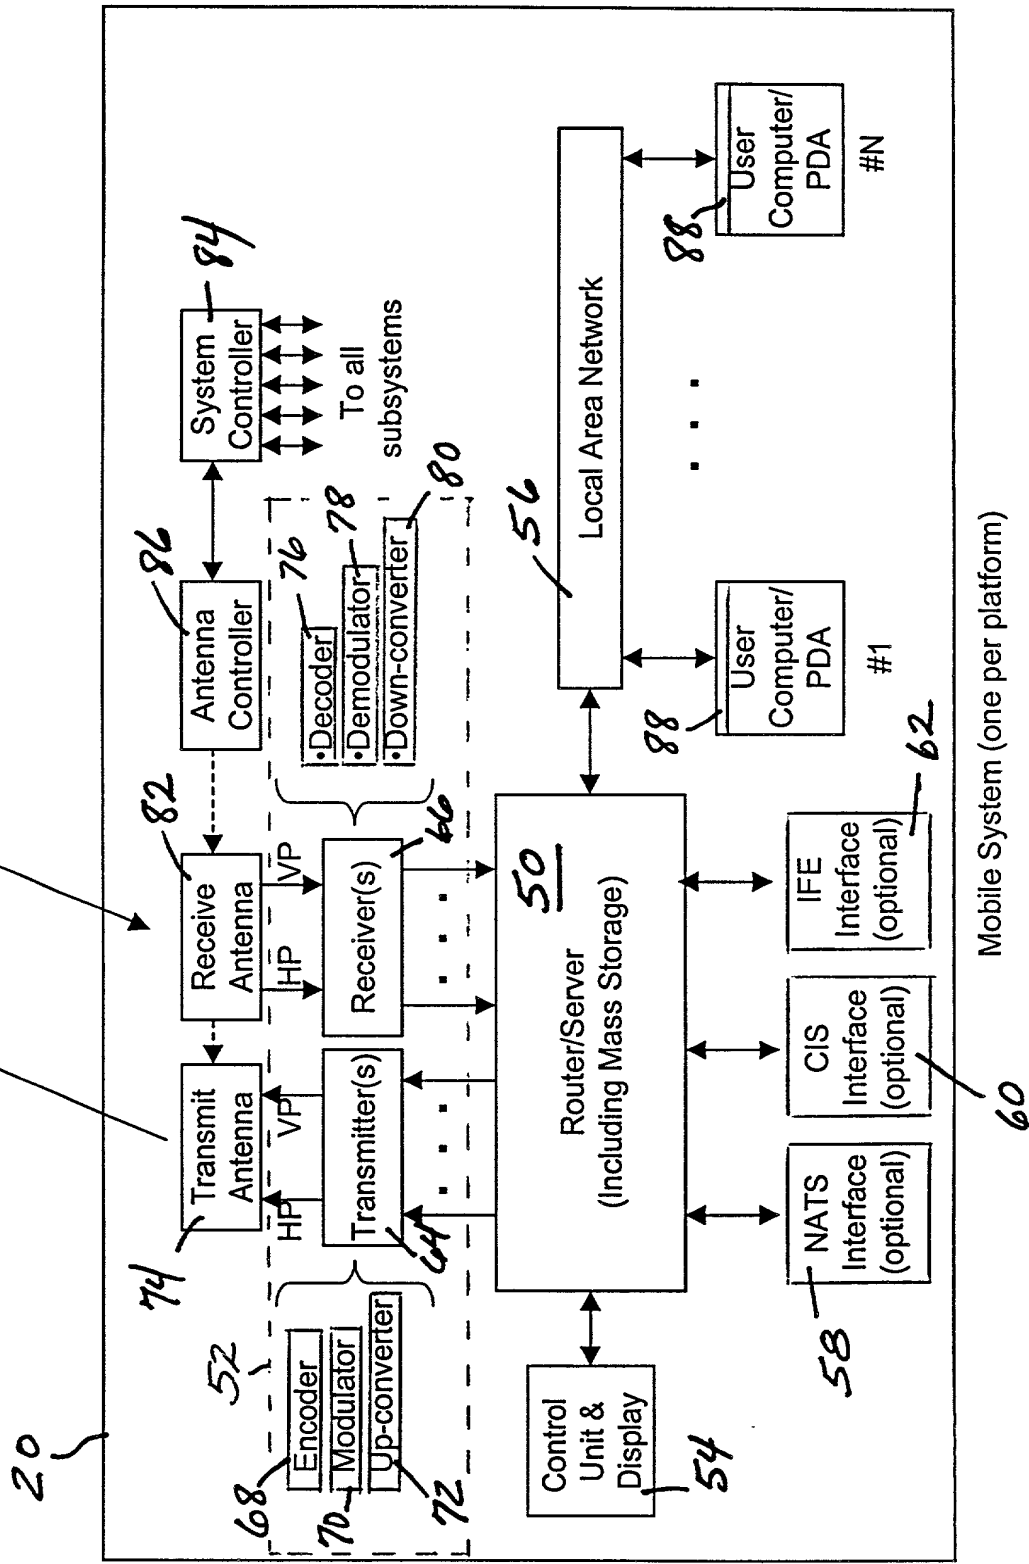 20
74
Transmit
Antenna
82
Receive
Antenna
86
Antenna
Controller
84
System
Controller
To all
subsystems
52
HP
VP
HP
VP
68
Encoder
70
Modulator
72
Up-converter
Transmitter(s)
64
Receiver(s)
66
•Decoder
76
•Demodulator
78
•Down-converter
80
Control
Unit &
Display
54
50
Router/Server
(Including Mass Storage)
56
Local Area Network
58
NATS
Interface
(optional)
60
CIS
Interface
(optional)
62
IFE
Interface
(optional)
88
User
Computer/
PDA
#1
88
User
Computer/
PDA
#N
Mobile System (one per platform)